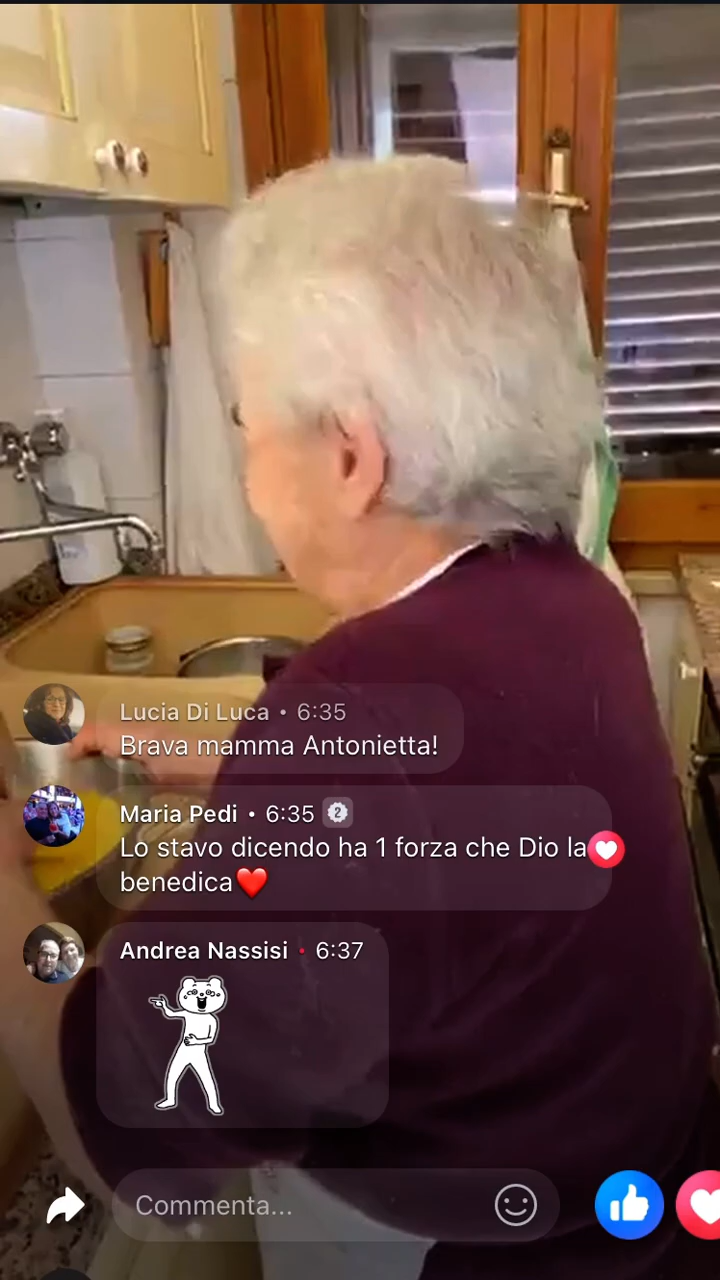 Lucia Di Luca • 6:35
Brava mamma Antonietta!
Maria Pedi • 6:35 2
Lo stavo dicendo ha 1 forza che Dio la
benedica❤️
Andrea Nassisi • 6:37
Commenta...